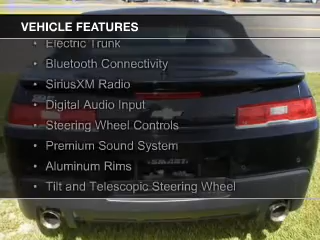 VEHICLE FEATURES
• Electric Trunk
• Bluetooth Connectivity
• SiriusXM Radio
• Digital Audio Input
• Steering Wheel Controls
• Premium Sound System
• Aluminum Rims
• Tilt and Telescopic Steering Wheel